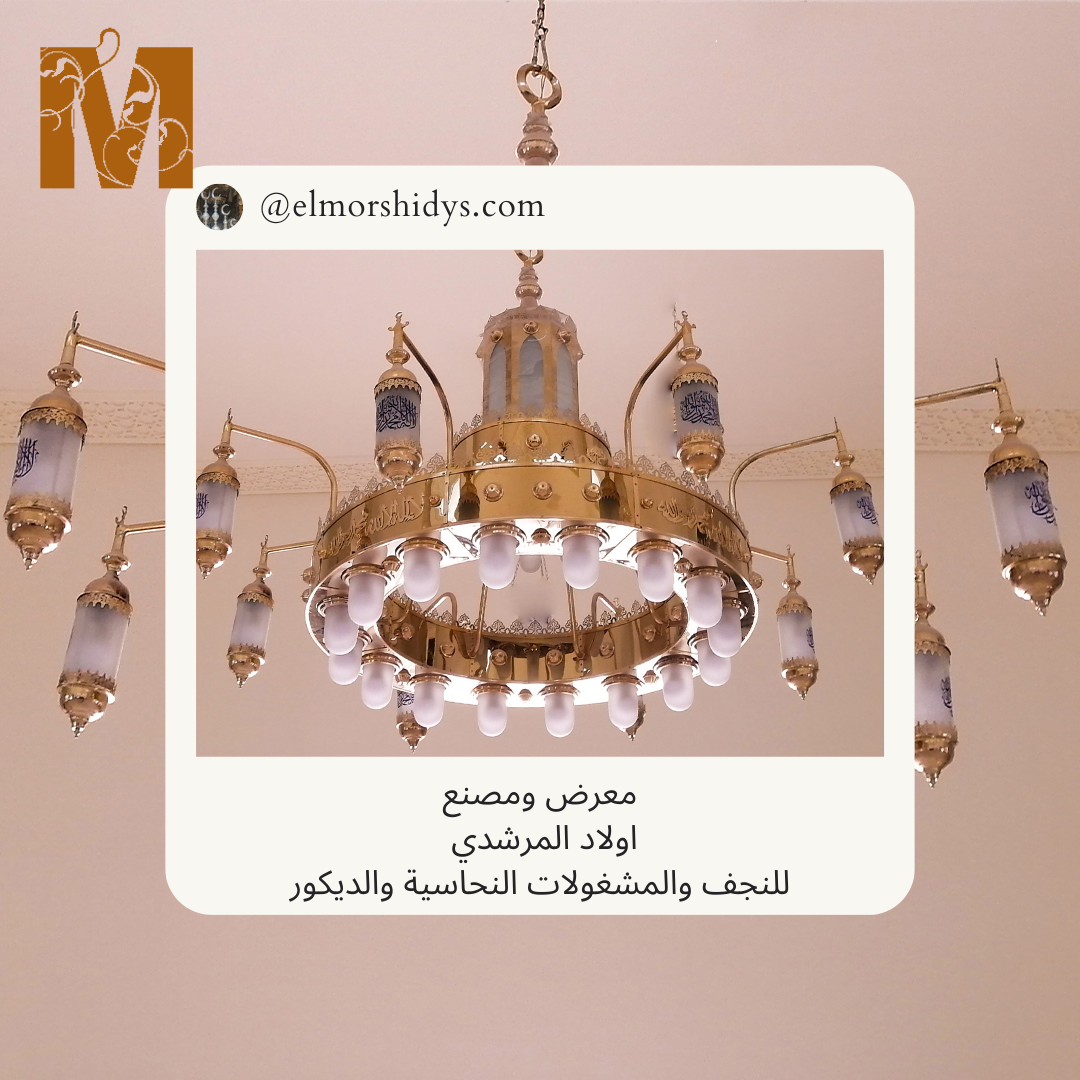 M
@elmorshidys.com
معرض ومصنع
اولاد المرشدي
للنجف والمشغولات النحاسية والديكور